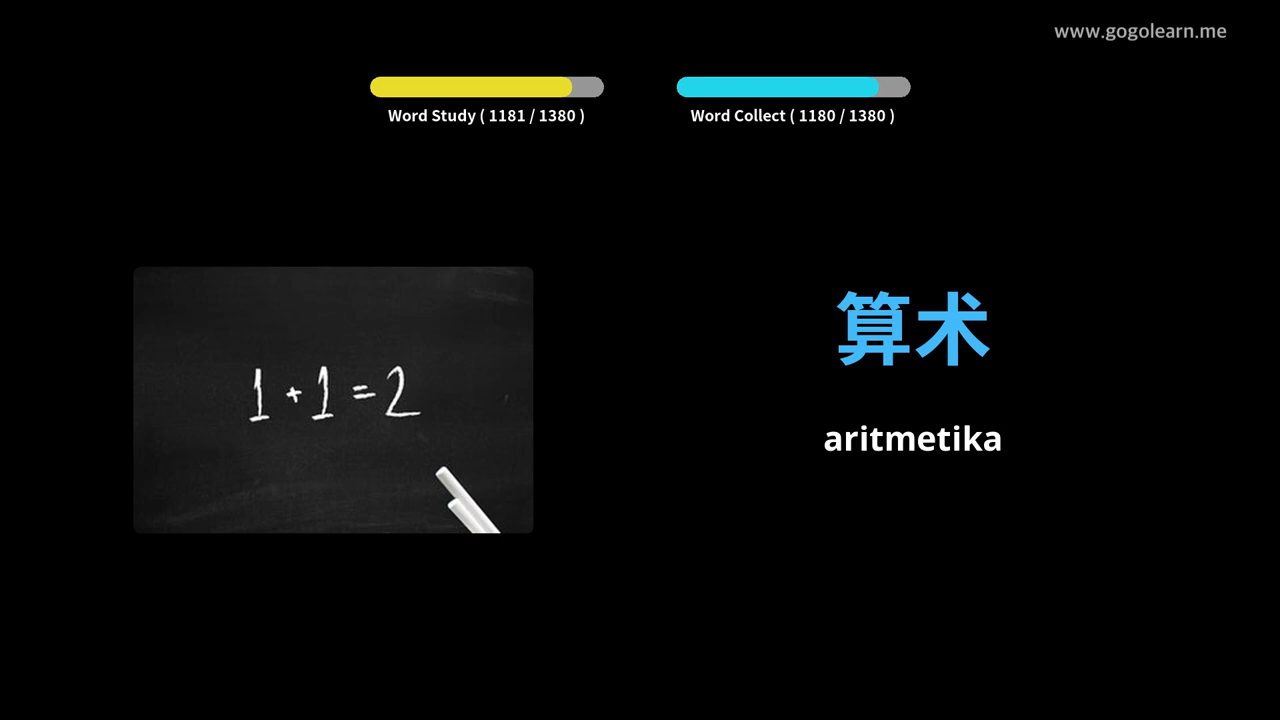 www.gogolearn.me
Word Study ( 1181 / 1380 )
Word Collect ( 1180 / 1380 )
1 + 1 = 2
算术
aritmetika